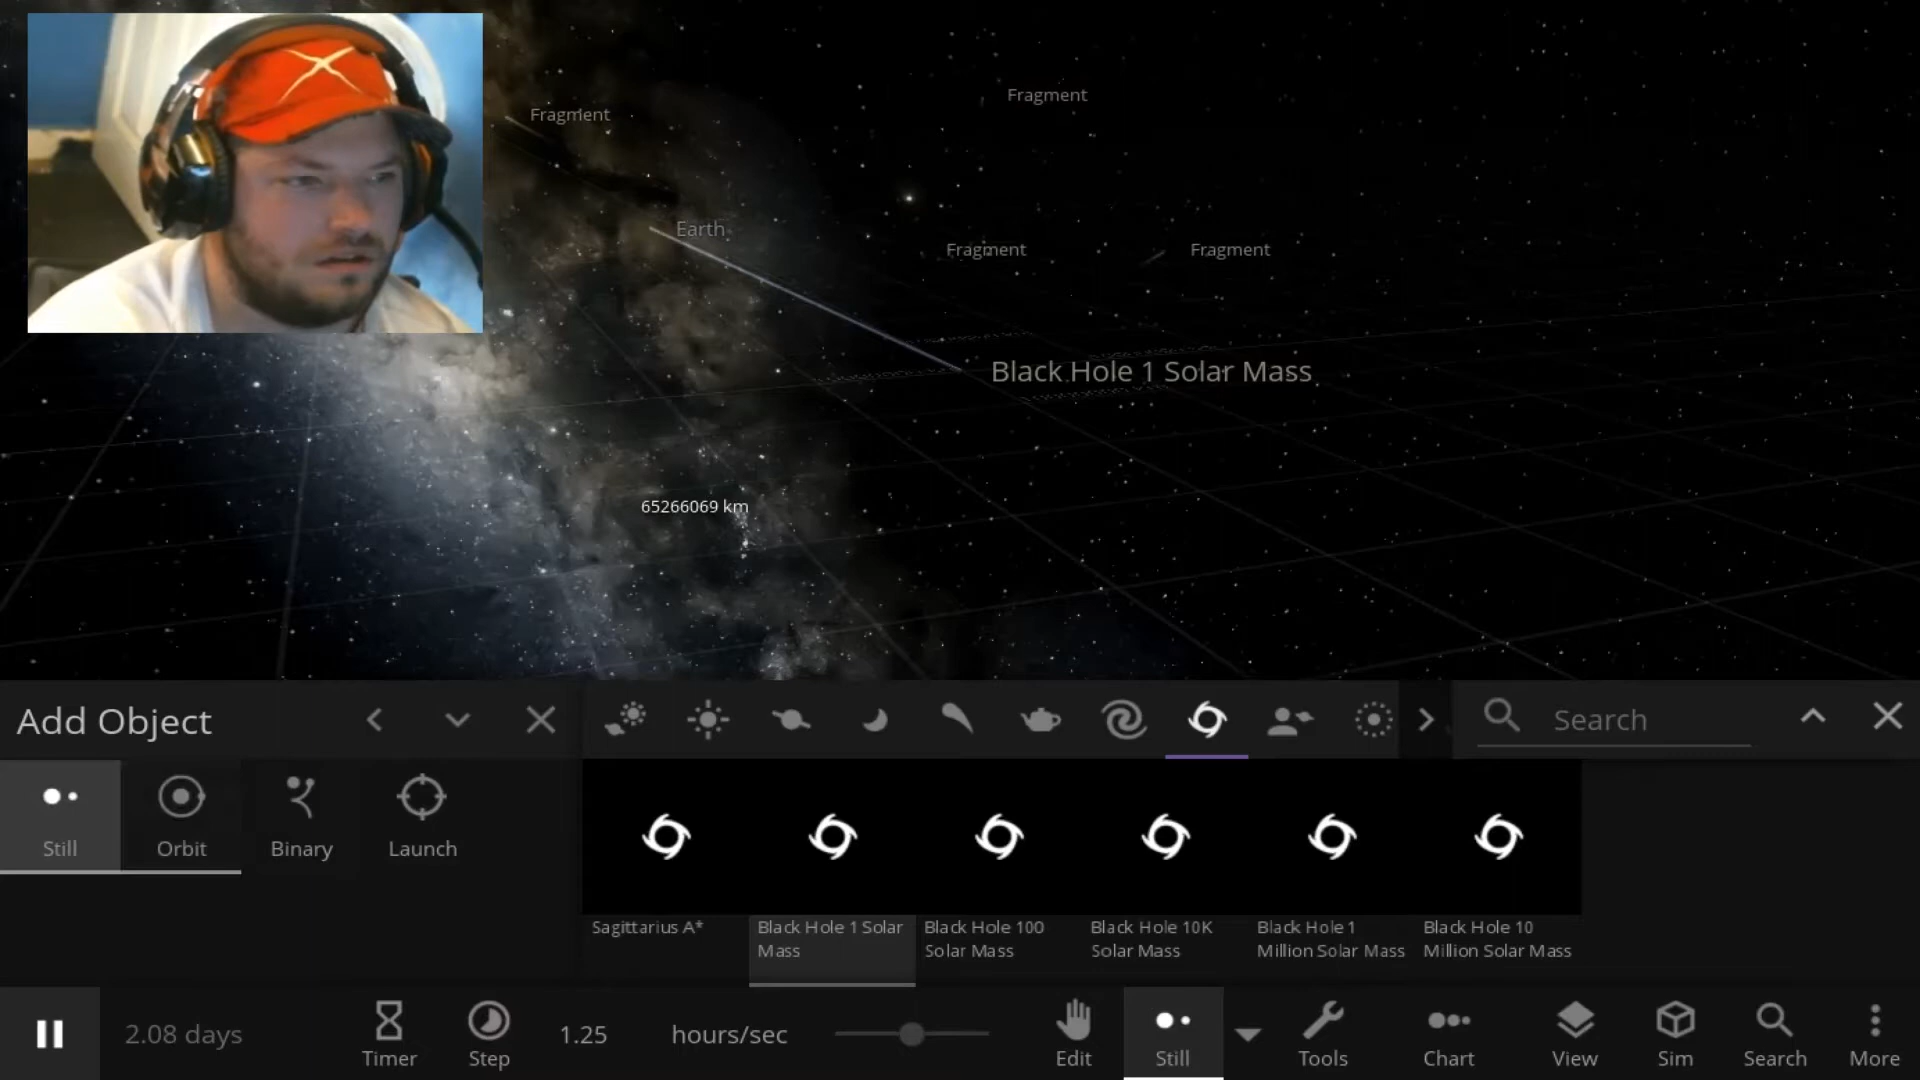 Fragment
Fragment
Earth
Fragment
Fragment
Black Hole 1 Solar Mass
65266069 km
Add Object
Search
Still
Orbit
Binary
Launch
Sagittarius A*
Black Hole 1 Solar
Mass
Black Hole 100
Solar Mass
Black Hole 10K
Solar Mass
Black Hole 1
Million Solar Mass
Black Hole 10
Million Solar Mass
2.08 days
Timer
Step
1.25
hours/sec
Edit
Still
Tools
Chart
View
Sim
Search
More